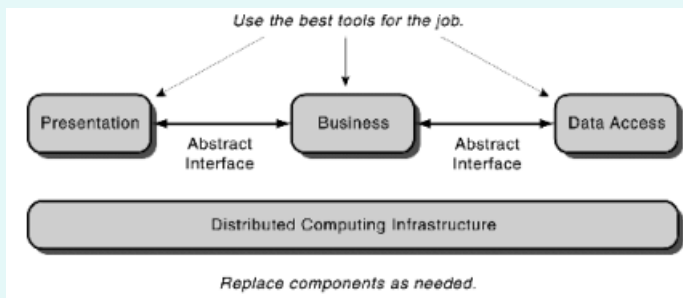 Use the best tools for the job.
Presentation
Business
Data Access
Abstract
Interface
Abstract
Interface
Distributed Computing Infrastructure
Replace components as needed.